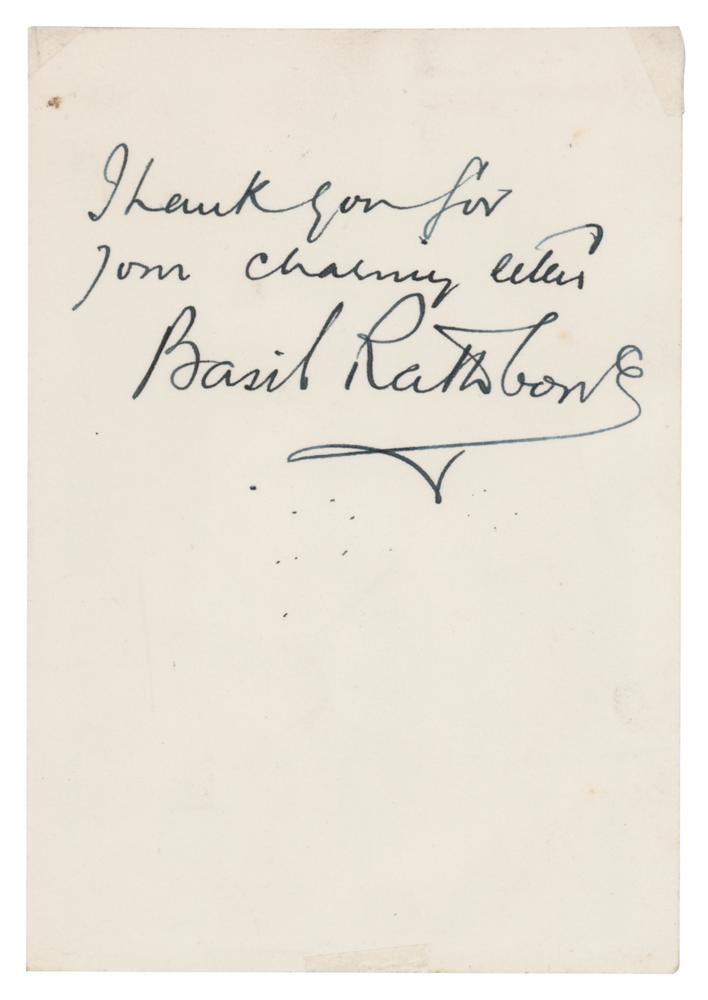 Thank you for
your charming letter
Basil Rathbone